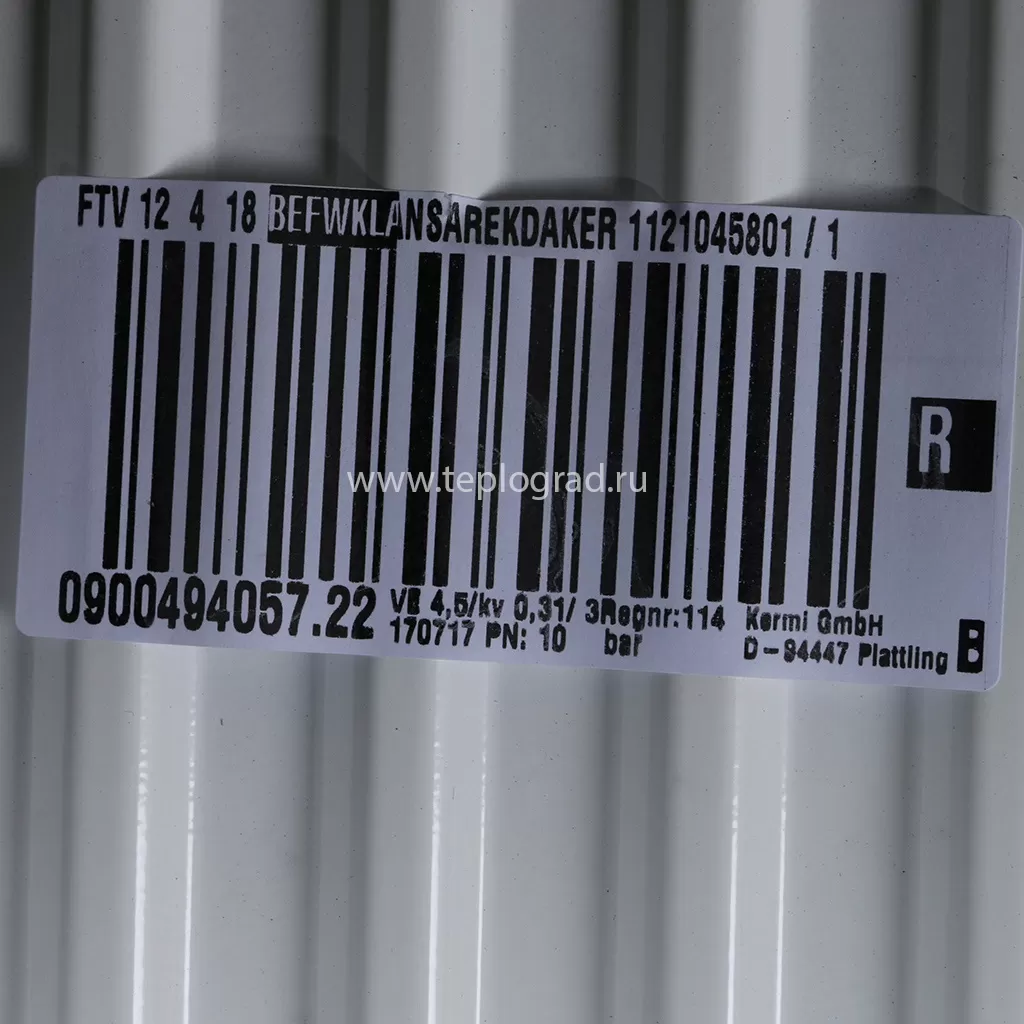 FTV 12 4 18 BEFWKLANSAREKDAKER 1121045801 / 1
R
www.teplograd.ru
0900494057.22
VE 4,5/kv 0,31/ 3Regnr:114
170717 PN: 10 bar
Kermi GmbH
D-94447 Plattling
B